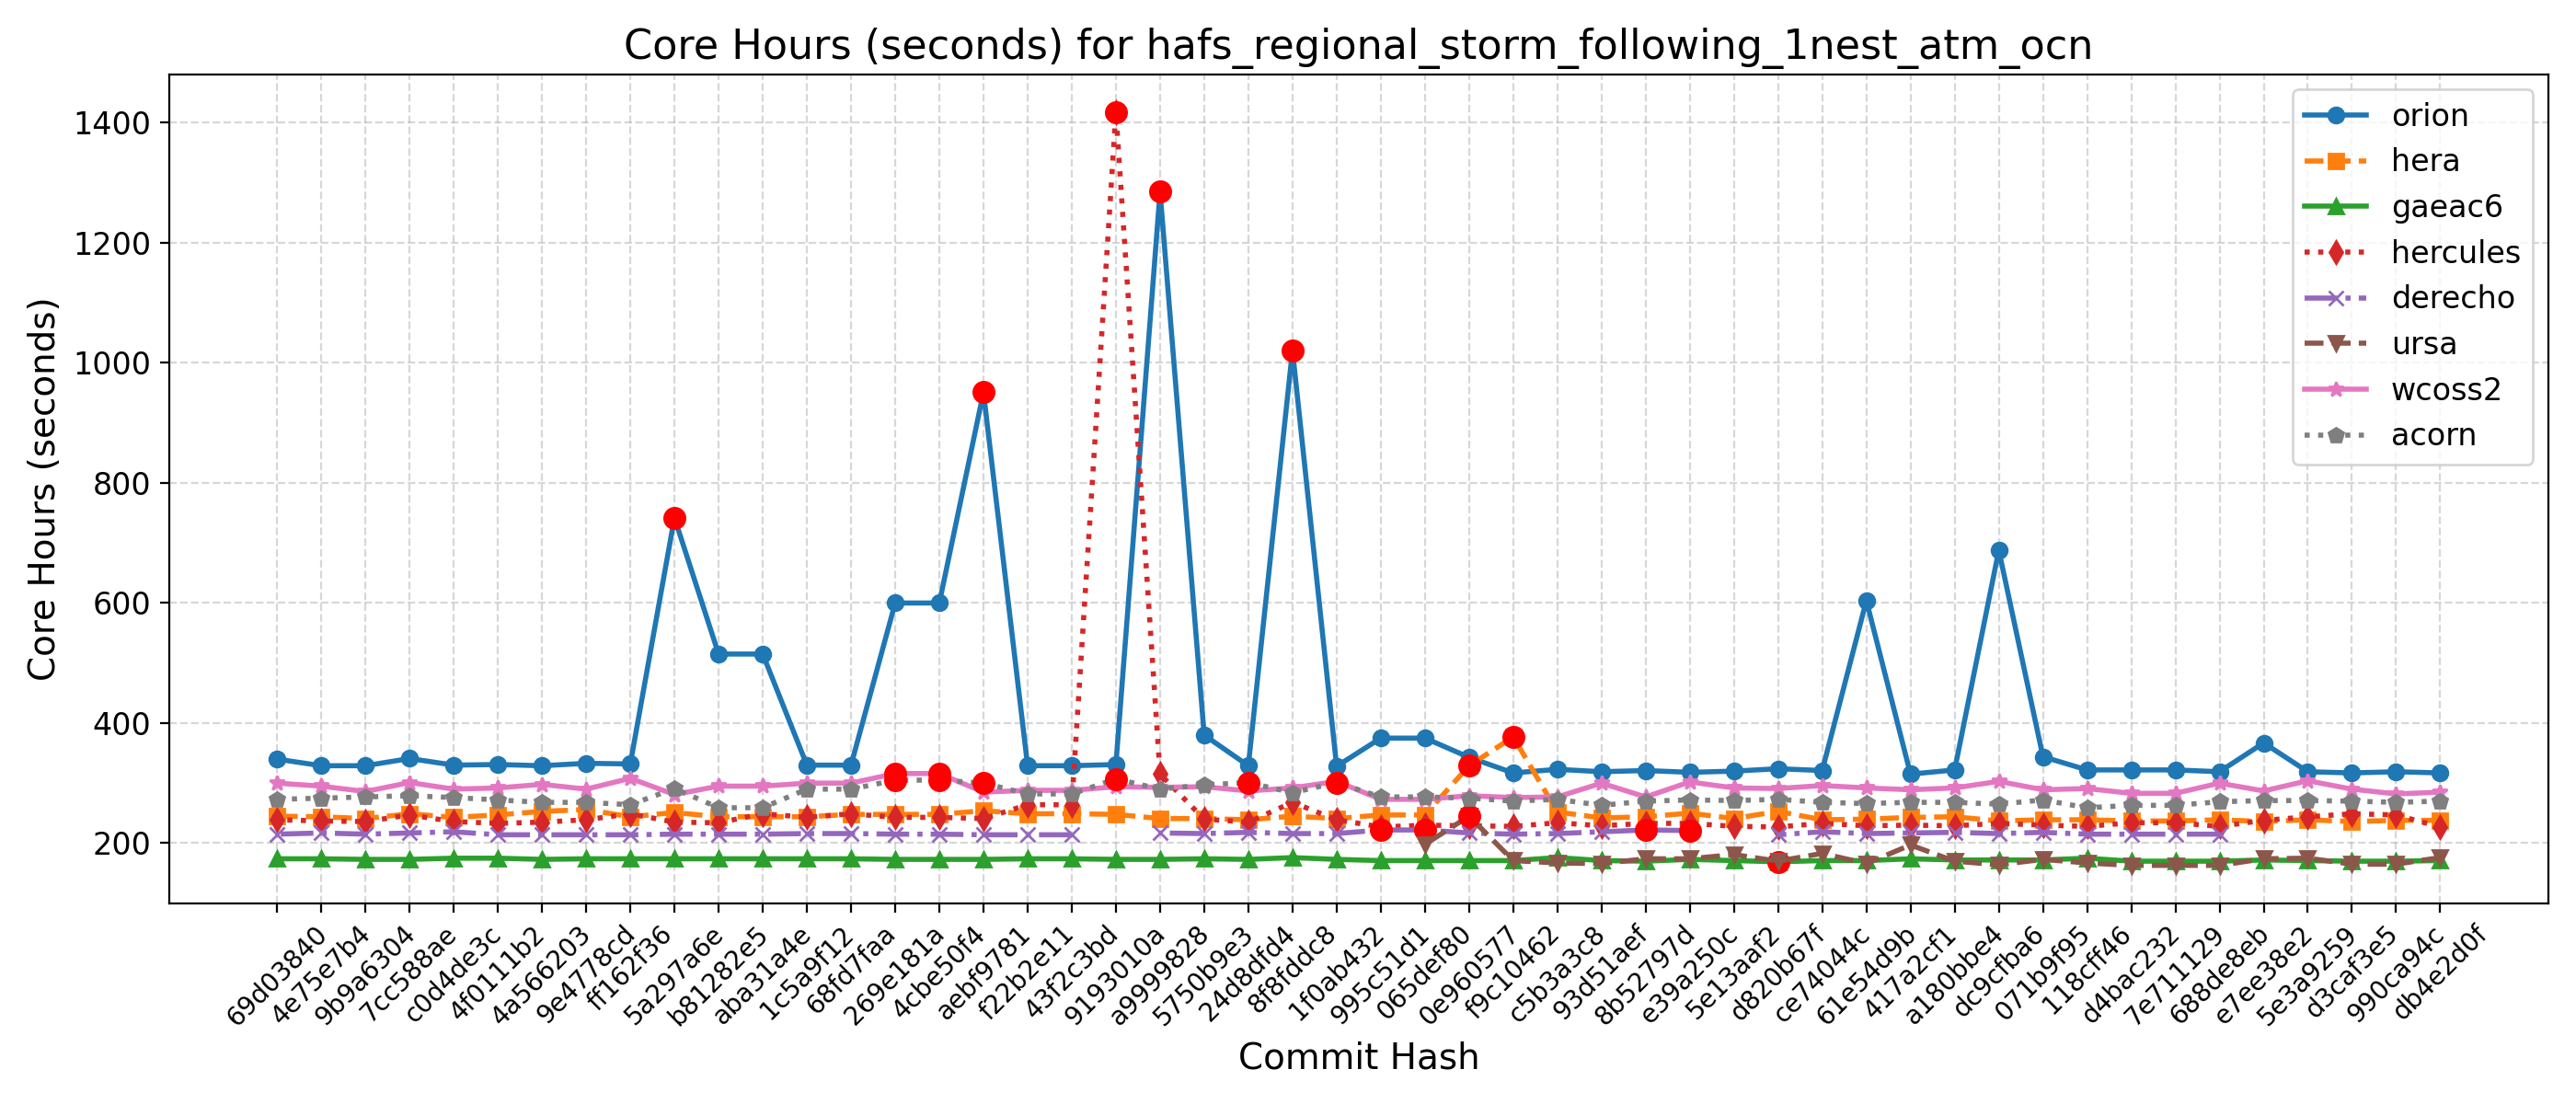 Core Hours (seconds) for hafs_regional_storm_following_1nest_atm_ocn
Core Hours (seconds)
1400
1200
1000
800
600
400
200
orion
hera
gaeac6
hercules
derecho
ursa
wcoss2
acorn
69d03840
4e75e7b4
9b9a6304
7cc588ae
c0d4de3c
4f0111b2
4a566203
9e4778cd
ff162f36
5a297a6e
b81282e5
aba31a4e
1c5a9f12
68fd7faa
269e181a
4cbe50f4
aebf9781
f22b2e11
43f2c3bd
9193010a
a9999828
5750b9e3
24d8dfd4
8f8fddc8
1f0ab432
995c51d1
065def80
0e960577
f9c10462
c5b3a3c8
93d51aef
8b52797d
e39a250c
5e13aaf2
d820b67f
ce74044c
61e54d9b
417a2cf1
a180bbe4
dc9cfba6
071b9f95
118cff46
d4bac232
7e711129
688de8eb
e7ee38e2
5e3a9259
d3caf3e5
990ca94c
db4e2d0f
Commit Hash